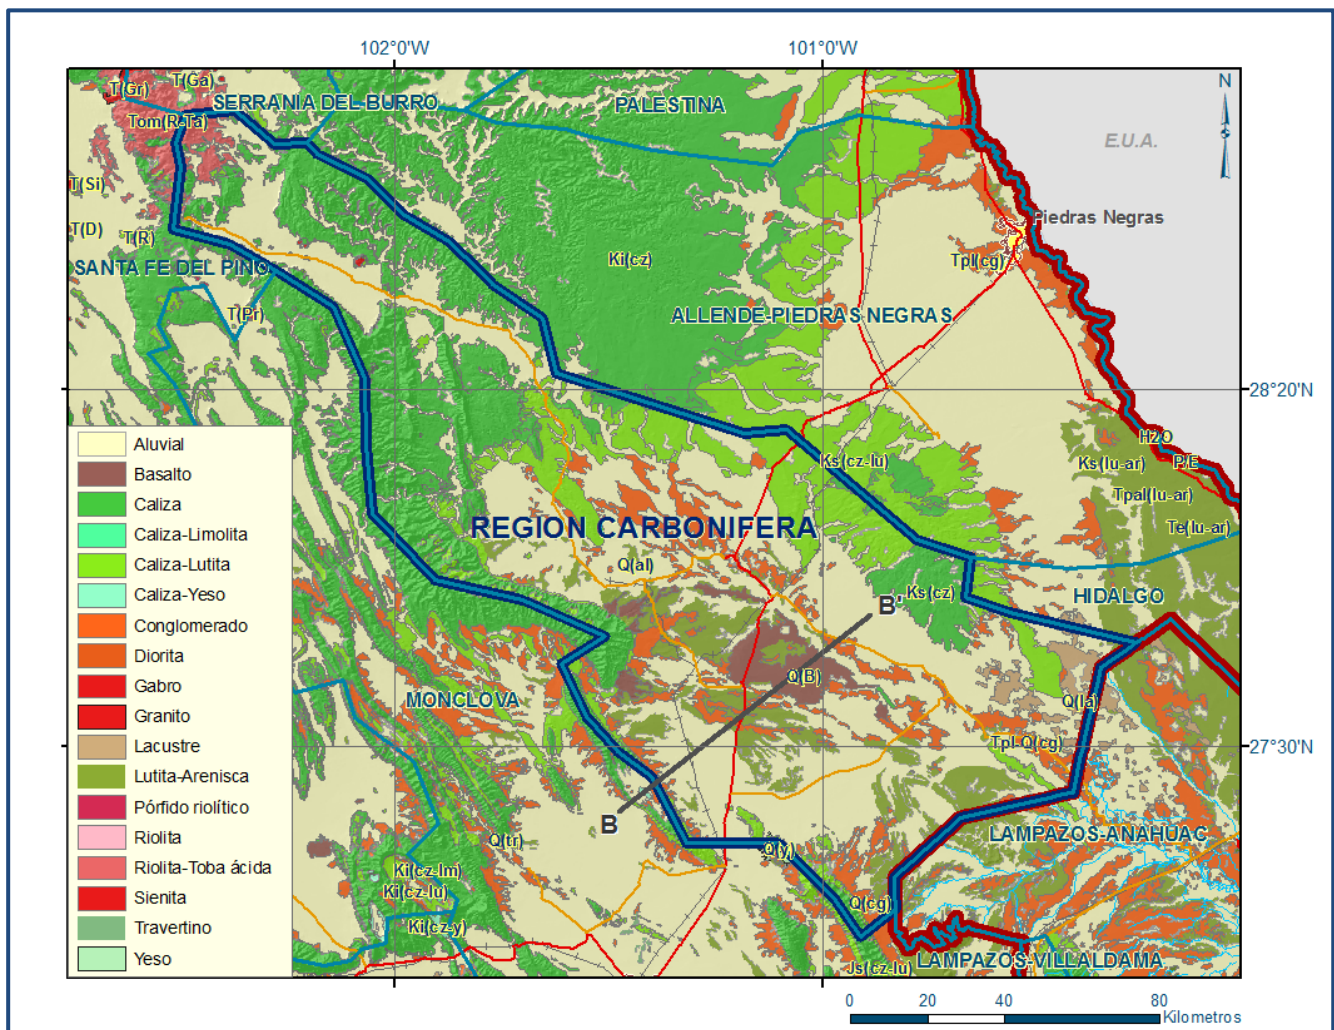 102°0'W
101°0'W
T(Ga)
T(Gr)
SERRANIA DEL BURRO
PALESTINA
N
Tom(R-Ta)
E.U.A.
T(Si)
Piedras Negras
T(D)
T(R)
Ki(cz)
Tpl(cg)
SANTA FE DEL PINO
T(Pr)
ALLENDE-PIEDRAS NEGRAS
28°20'N
H2O
Ks(cz-lu)
Ks(lu-ar)
P/E
Tpal(lu-ar)
REGION CARBONIFERA
Te(lu-ar)
Q(al)
Ks(cz)
HIDALGO
B'
Q(B)
MONCLOVA
Q(la)
Tpl-Q(cg)
27°30'N
B
LAMPAZOS-ANAHUAC
Q(tr)
Q(y)
Ki(cz-lm)
Ki(cz-lu)
Q(cg)
Ki(cz-y)
Js(cz-lu)
LAMPAZOS-VILLALDAMA
Aluvial
Basalto
Caliza
Caliza-Limolita
Caliza-Lutita
Caliza-Yeso
Conglomerado
Diorita
Gabro
Granito
Lacustre
Lutita-Arenisca
Pórfido riolítico
Riolita
Riolita-Toba ácida
Sienita
Travertino
Yeso
0 20 40 80
Kilometros